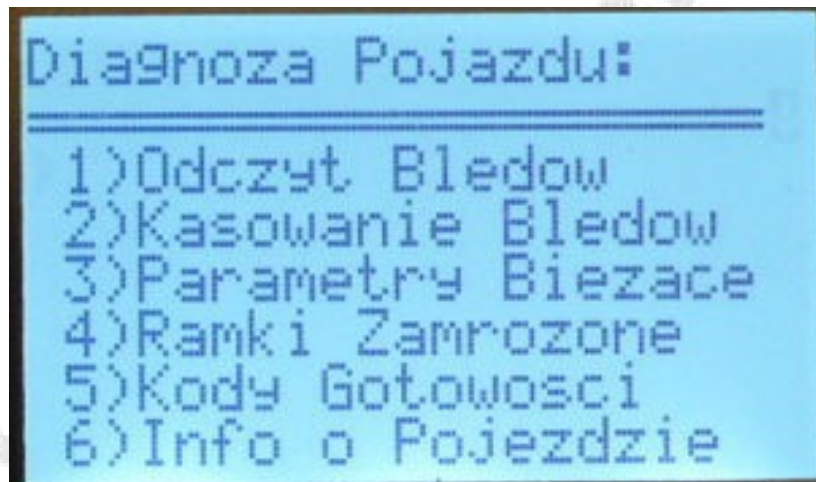 Diagnoza Pojazdu:
1)Odczyt Bledow
2)Kasowanie Bledow
3)Parametry Biezace
4)Ramki Zamrozone
5)Kody Gotowosci
6)Info o Pojezdzie